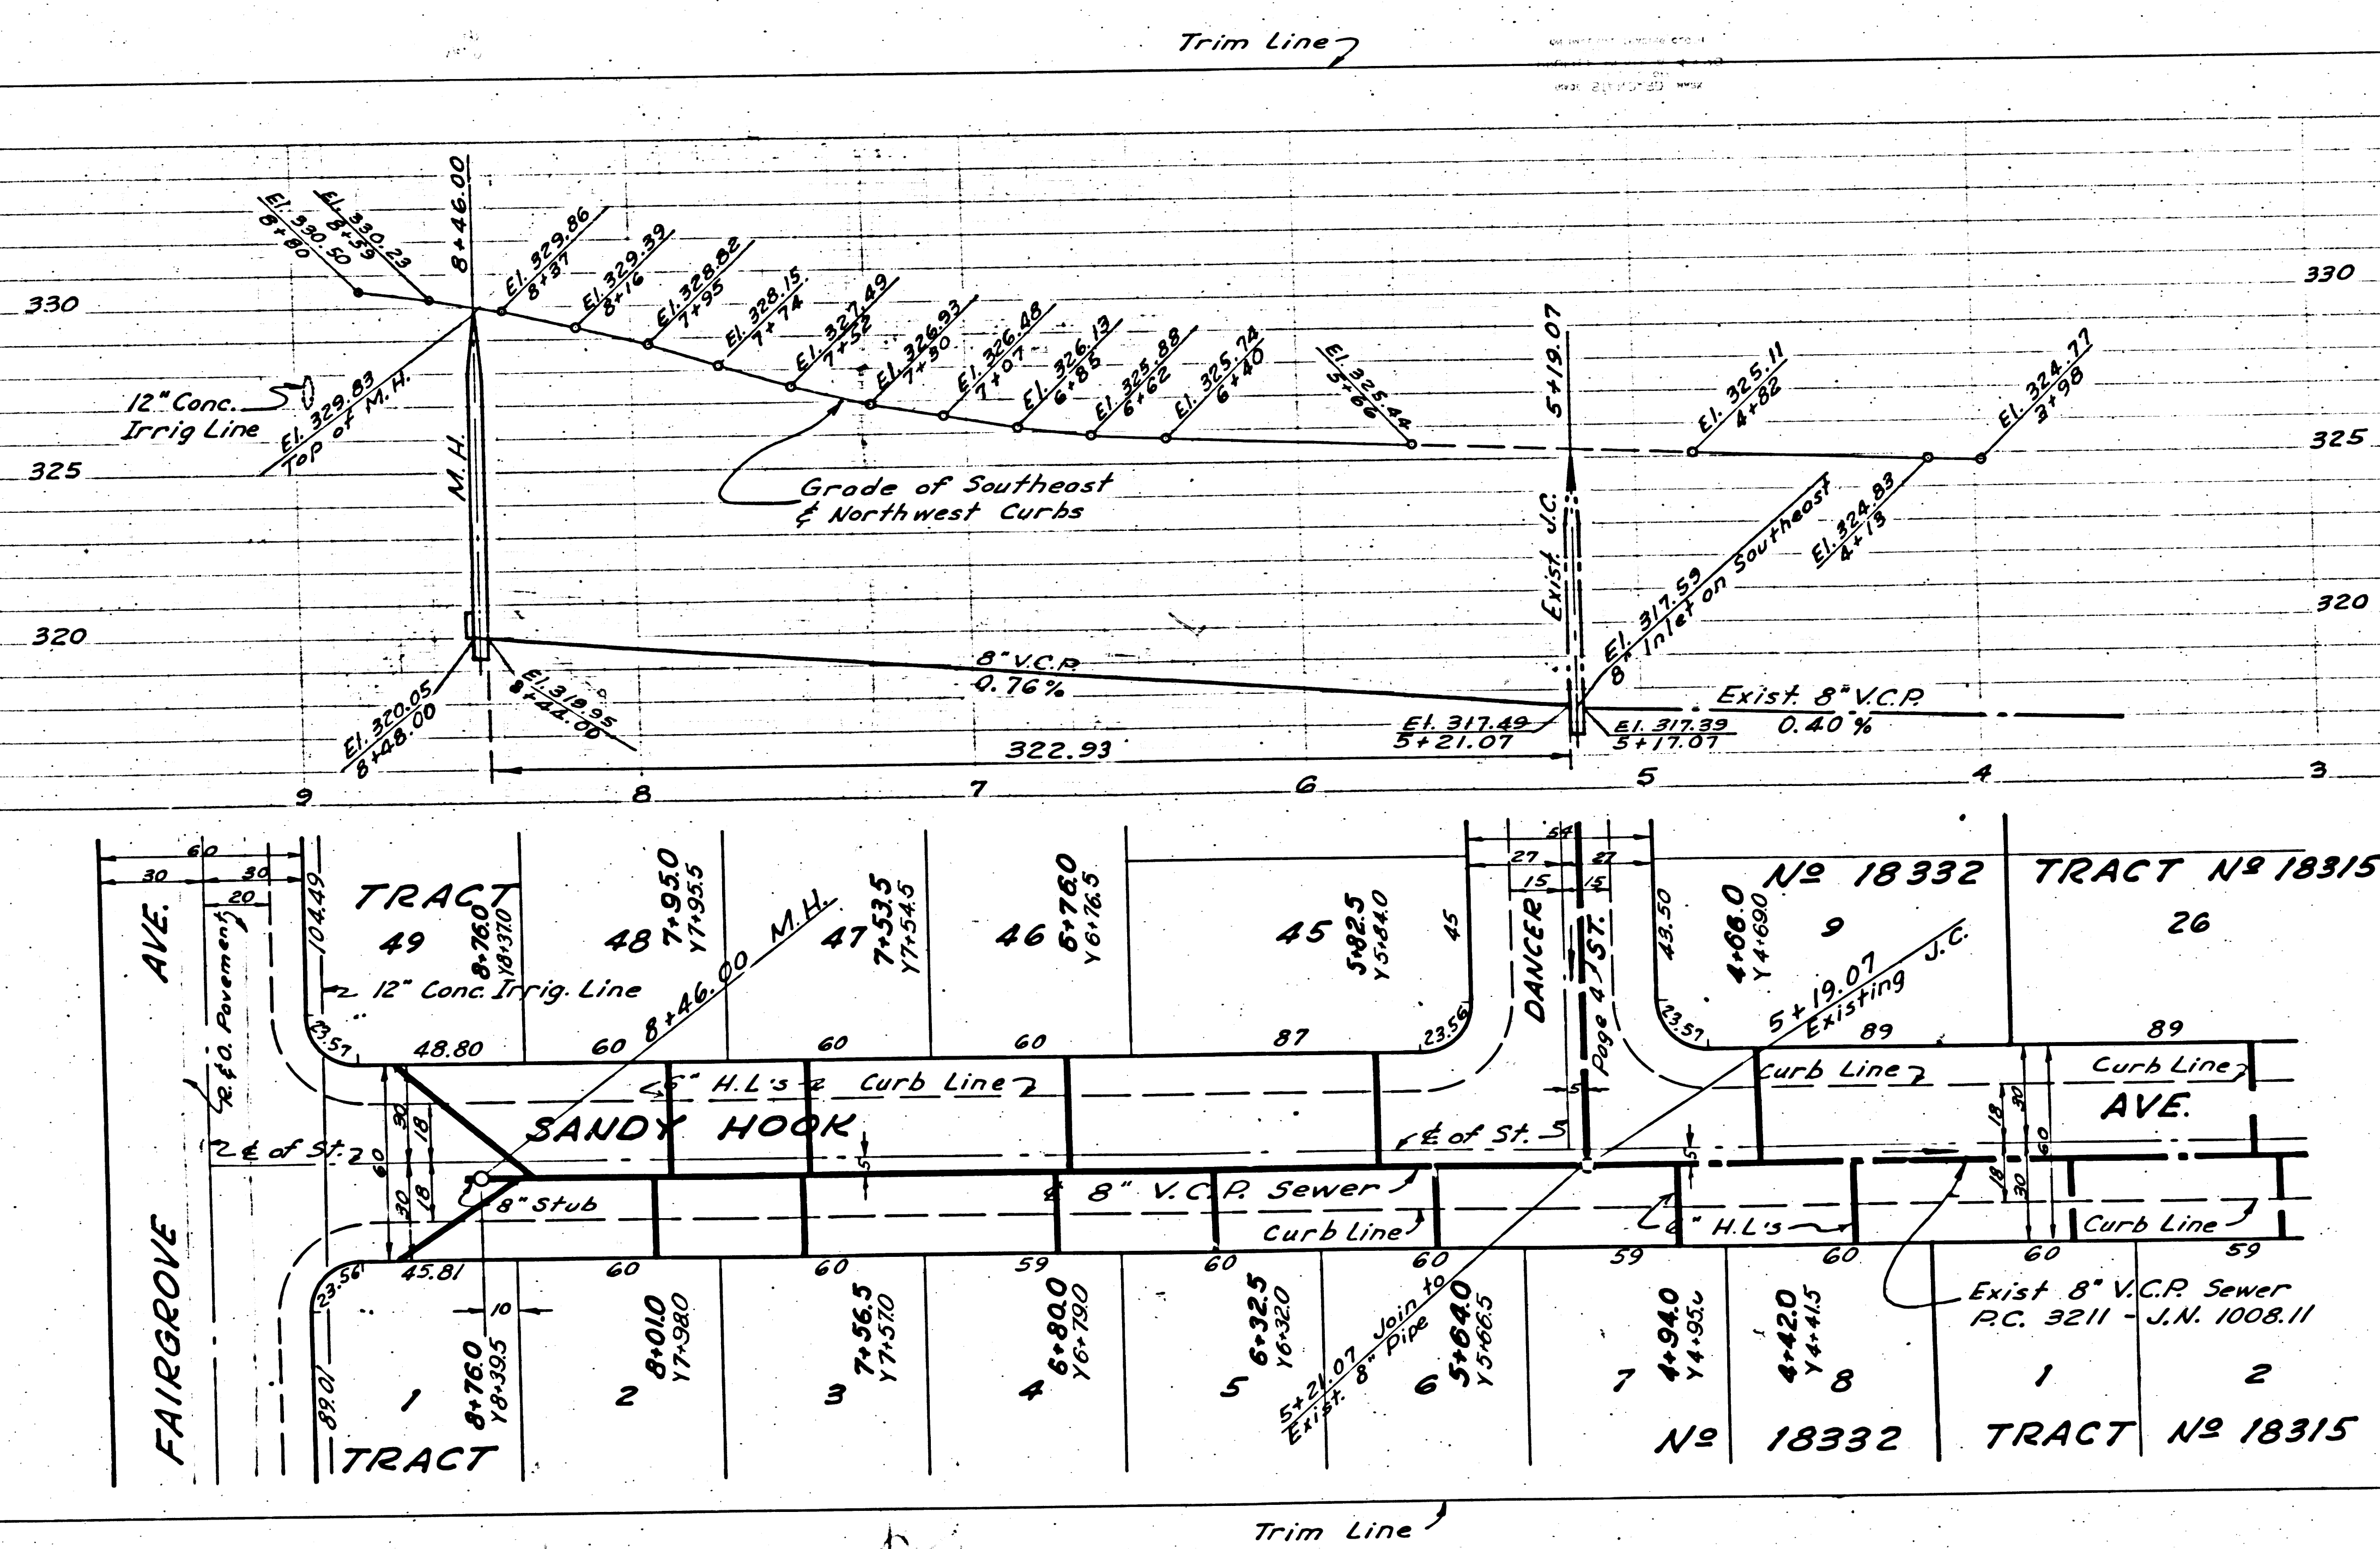 Trim Line
8+46.00
El. 330.50
8+80
El. 330.23
8+59
El. 329.86
8+37
El. 329.39
8+16
El. 328.82
7+95
El. 328.15
7+74
El. 327.49
7+52
El. 326.93
7+30
El. 326.48
7+07
El. 326.13
6+85
El. 325.88
6+62
El. 325.74
6+40
El. 325.44
5+66
5+19.07
El. 325.11
4+82
El. 324.77
3+98
330
330
12" Conc.
Irrig Line
El. 329.83
Top of M.H.
M.H.
325
325
Grade of Southeast
& Northwest Curbs
Exist. J.C.
El. 317.59
8" Inlet on Southeast
El. 324.83
4+13
320
320
8" V.C.P.
0.76%
El. 320.05
8+48.00
El. 319.95
8+44.00
El. 317.49
5+21.07
El. 317.39
5+17.07
Exist. 8" V.C.P.
0.40%
322.93
9
8
7
6
5
4
3
60
30
30
20
AVE.
R.&O. Pavement
104.49
TRACT
49
8+76.0
Y8+37.0
48
7+95.0
Y7+95.5
M.H.
8+46.00
47
7+53.5
Y7+54.5
46
6+76.0
Y6+76.5
45
5+82.5
Y5+84.0
45
54
27
27
15
15
DANCER
ST.
Page 4
43.50
4+68.0
Y4+69.0
Nº 18332
9
TRACT Nº 18315
26
5+19.07
Existing J.C.
12" Conc. Irrig. Line
23.57
48.80
60
60
60
87
23.56
23.57
89
89
6" H.L's
Curb Line
5
Curb Line
Curb Line
SANDY HOOK
AVE.
℄ of St.
℄ of St.
5
60
30
18
30
18
5
5
18
30
60
18
30
8" Stub
℄ 8" V.C.P. Sewer
Curb Line
6" H.L's
Curb Line
23.56
45.81
60
60
59
60
60
59
60
60
59
10
Exist 8" V.C.P. Sewer
P.C. 3211 - J.N. 1008.11
FAIRGROVE
89.01
1
8+76.0
Y8+39.5
2
8+01.0
Y7+98.0
3
7+56.5
Y7+57.0
4
6+80.0
Y6+79.0
5
6+32.5
Y6+32.0
5+21.07 Join to
Exist. 8" Pipe
6
5+64.0
Y5+66.5
7
4+94.0
4+42.0
Y4+41.5
8
1
2
TRACT
Nº 18332
TRACT Nº 18315
Trim Line